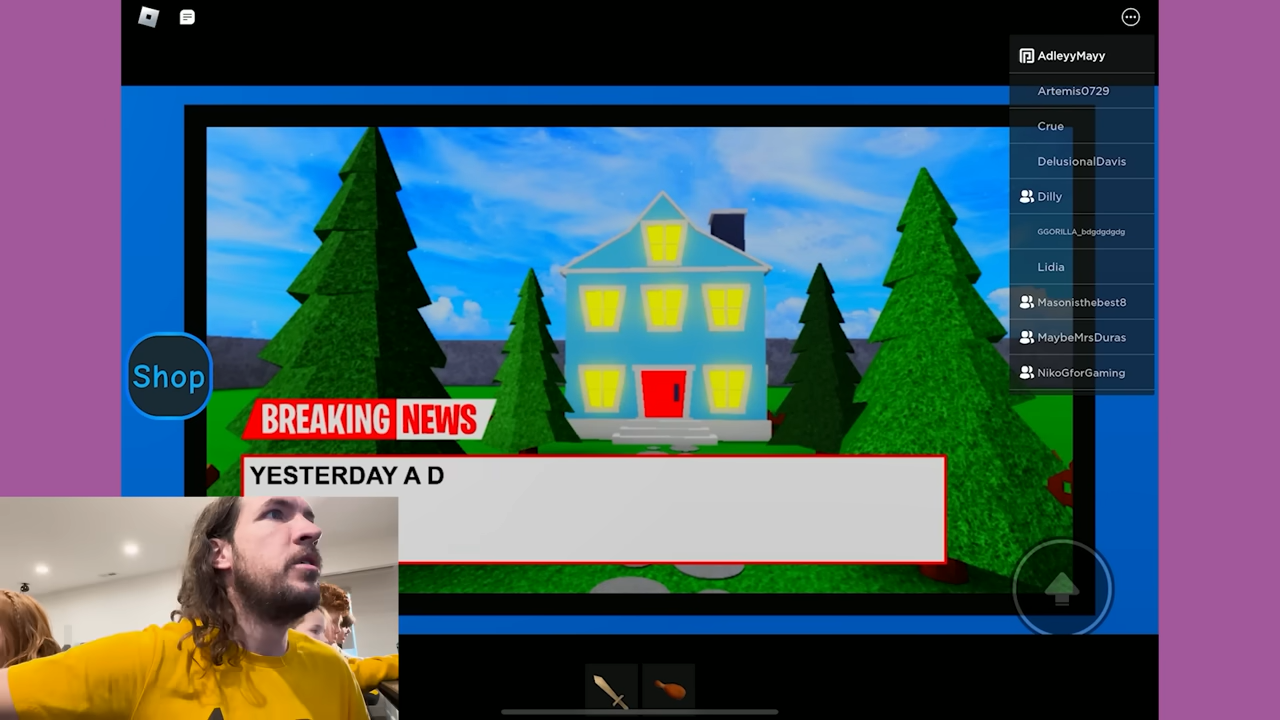 AdleyyMayy
Artemis0729
Crue
DelusionalDavis
Dilly
GGORILLA_bdgdgdgdg
Lidia
Masonisthebest8
MaybeMrsDuras
NikoGforGaming
Shop
BREAKING NEWS
YESTERDAY A D